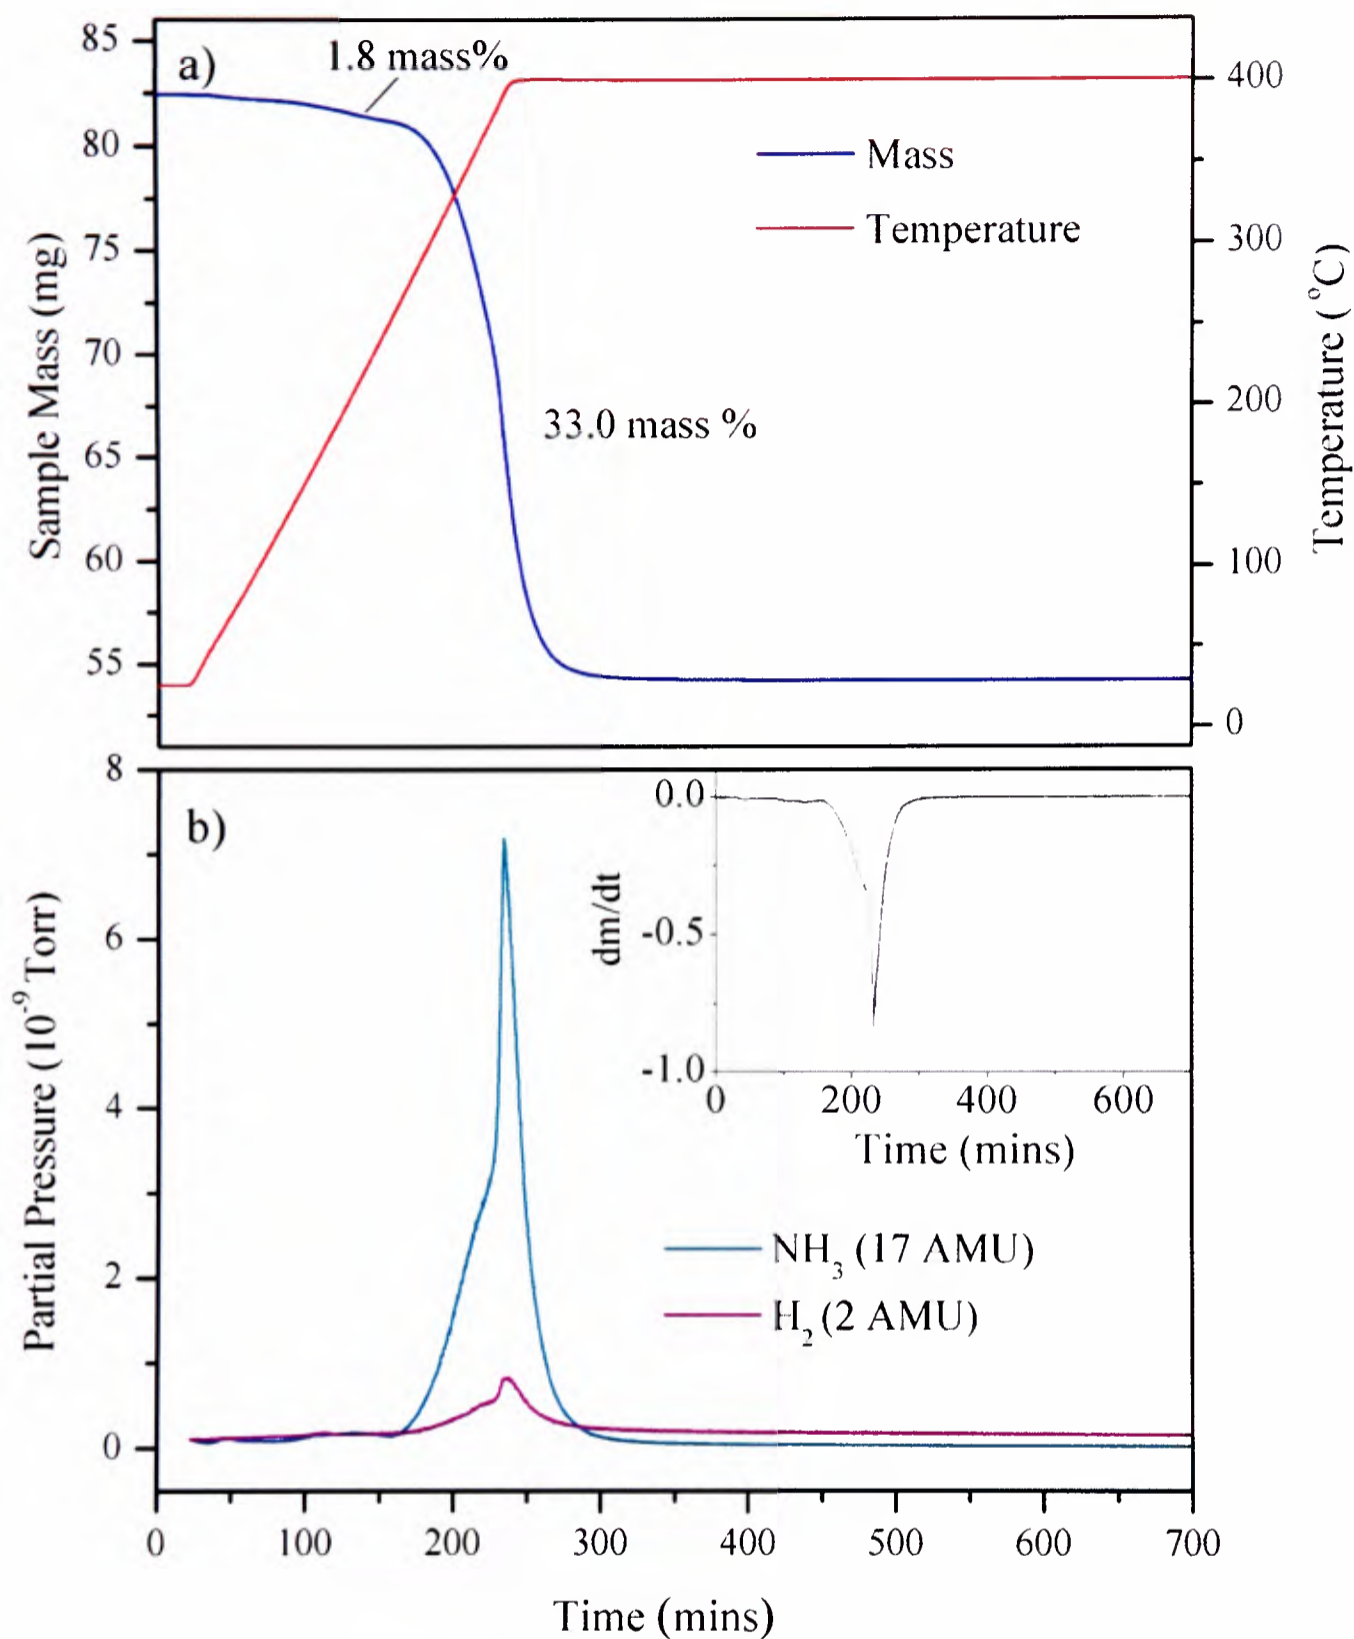 a)
1.8 mass%
85
80
75
70
65
60
55
Sample Mass (mg)
Mass
Temperature
33.0 mass %
400
300
200
100
0
Temperature (°C)
b)
8
6
4
2
0
Partial Pressure (10⁻⁹ Torr)
0.0
-0.5
-1.0
dm/dt
0 200 400 600
Time (mins)
NH₃ (17 AMU)
H₂ (2 AMU)
0 100 200 300 400 500 600 700
Time (mins)